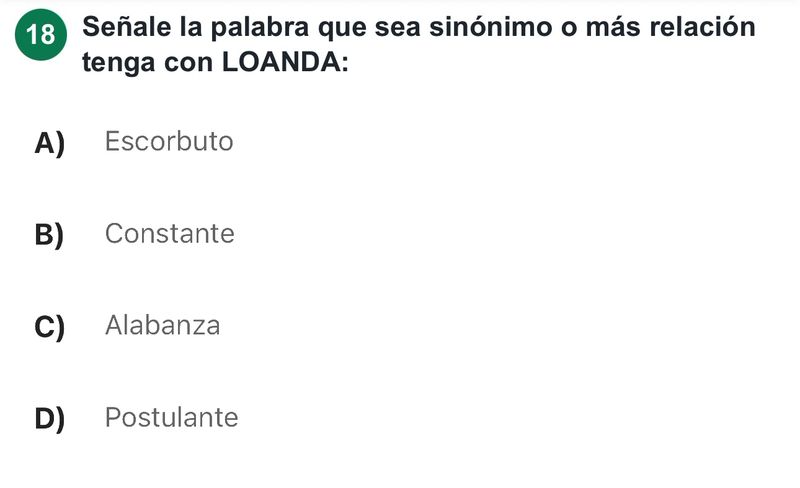 18 Señale la palabra que sea sinónimo o más relación
tenga con LOANDA:
A) Escorbuto
B) Constante
C) Alabanza
D) Postulante